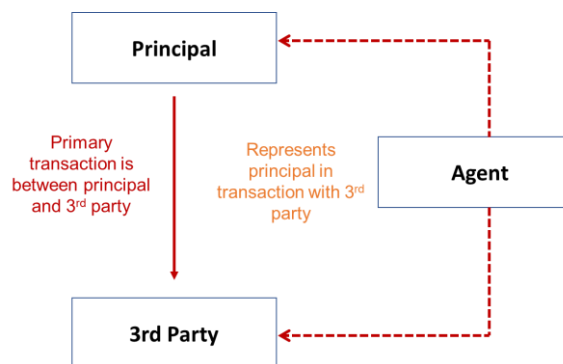 Principal
Primary
transaction is
between principal
and 3rd party
Represents
principal in
transaction with 3rd
party
Agent
3rd Party